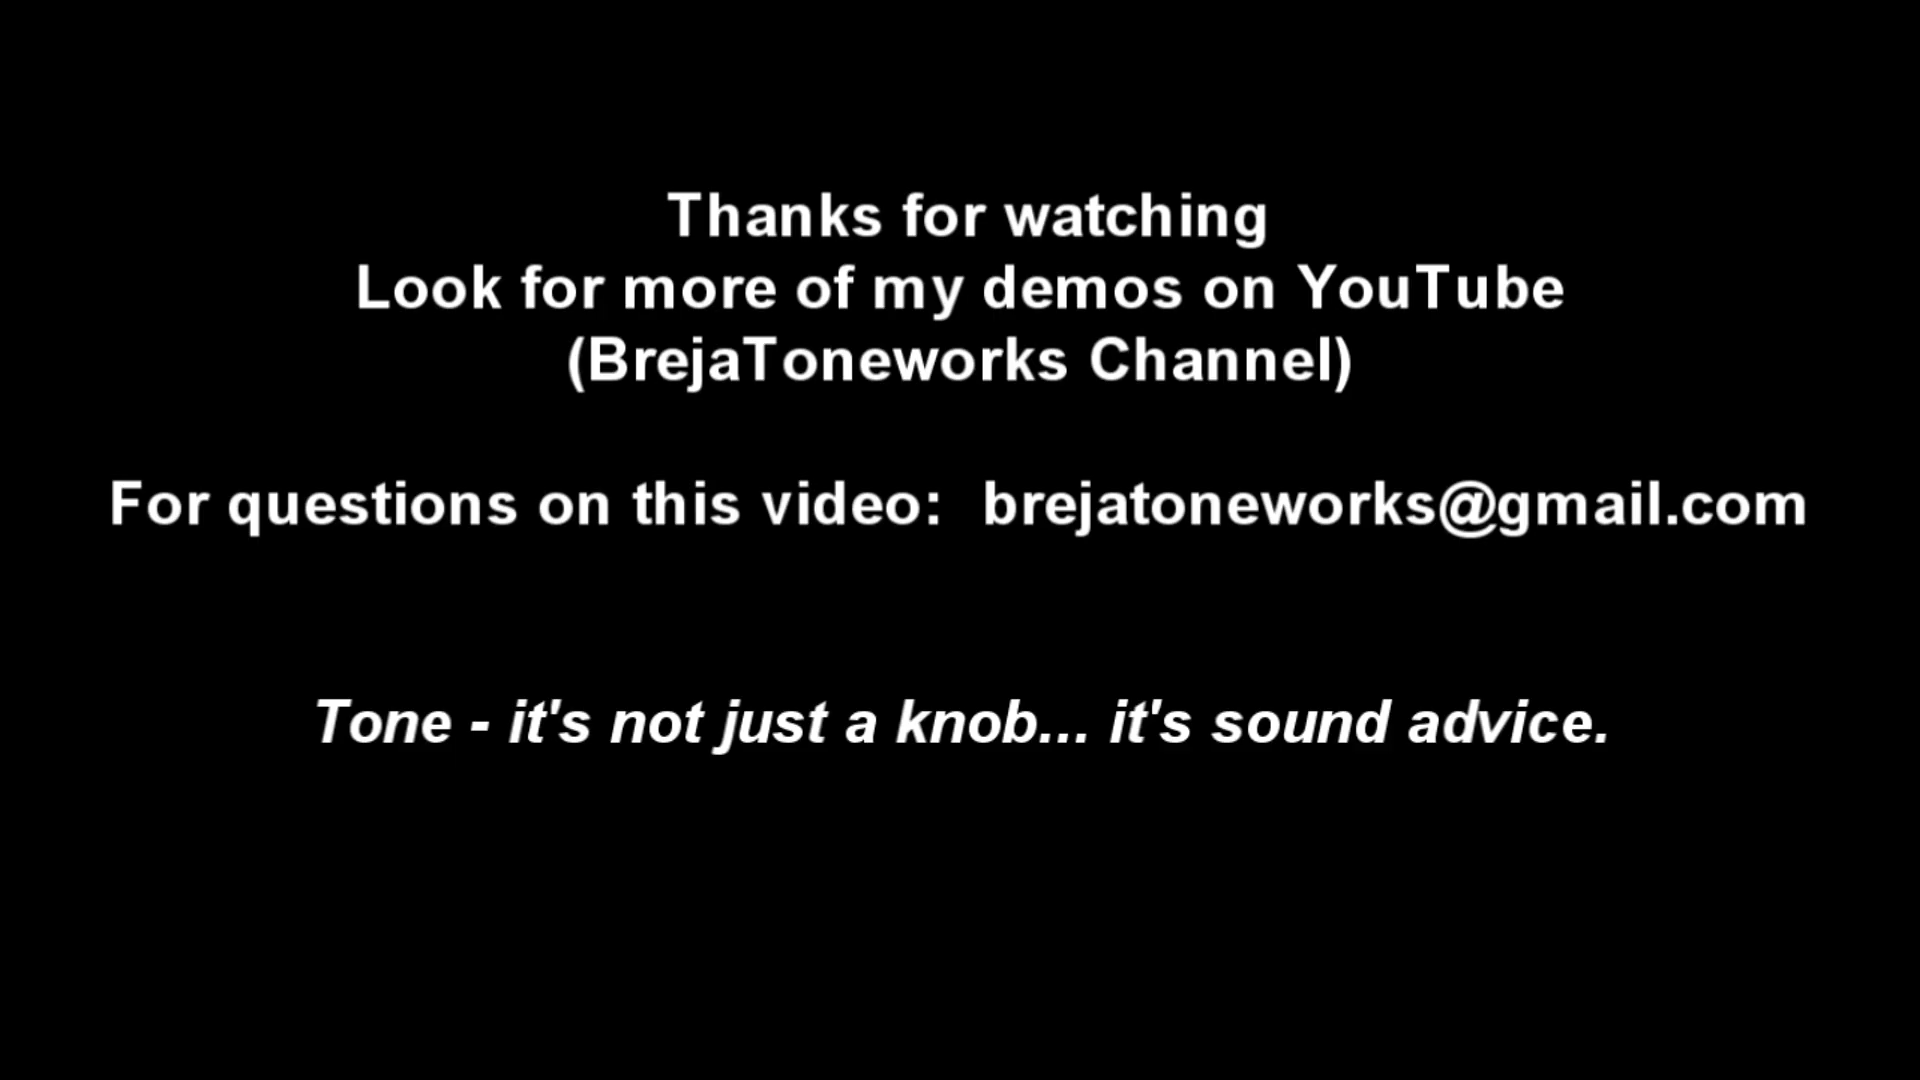 Thanks for watching
Look for more of my demos on YouTube
(BrejaToneworks Channel)
For questions on this video:  brejatoneworks@gmail.com
Tone - it's not just a knob... it's sound advice.